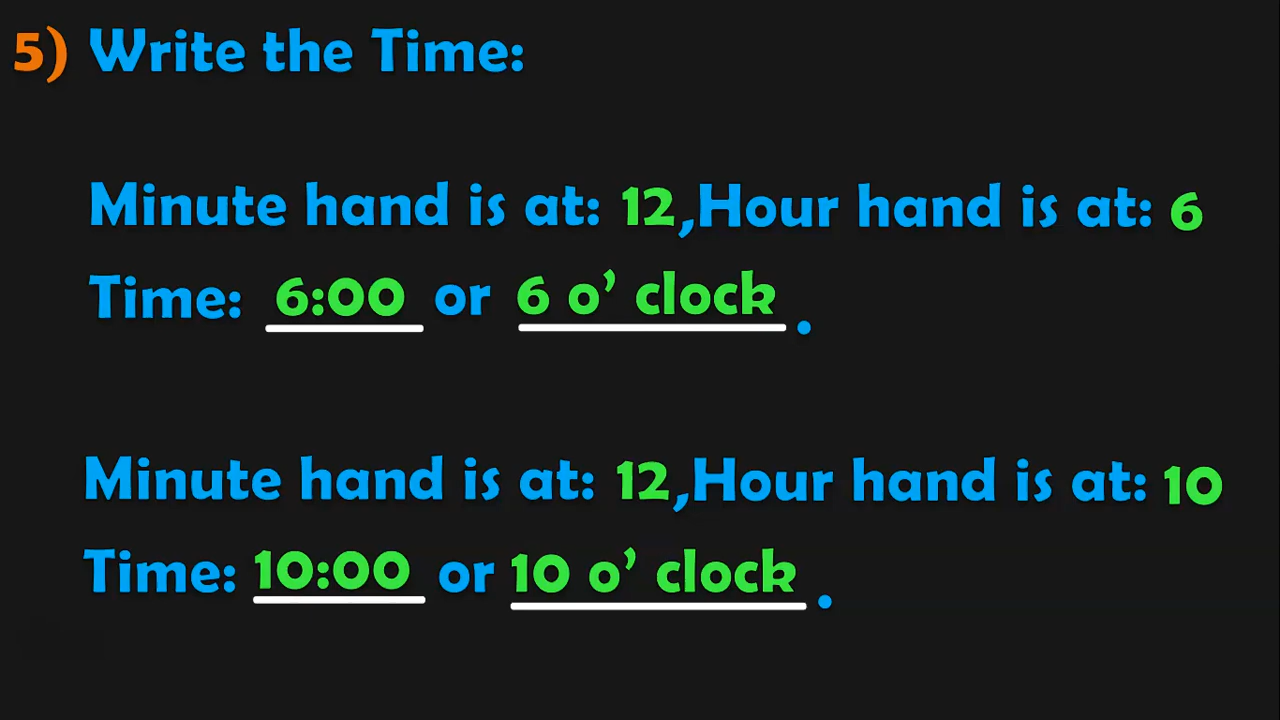 5) Write the Time:
Minute hand is at: 12,Hour hand is at: 6
Time: 6:00 or 6 o’ clock.
Minute hand is at: 12,Hour hand is at: 10
Time: 10:00 or 10 o’ clock.